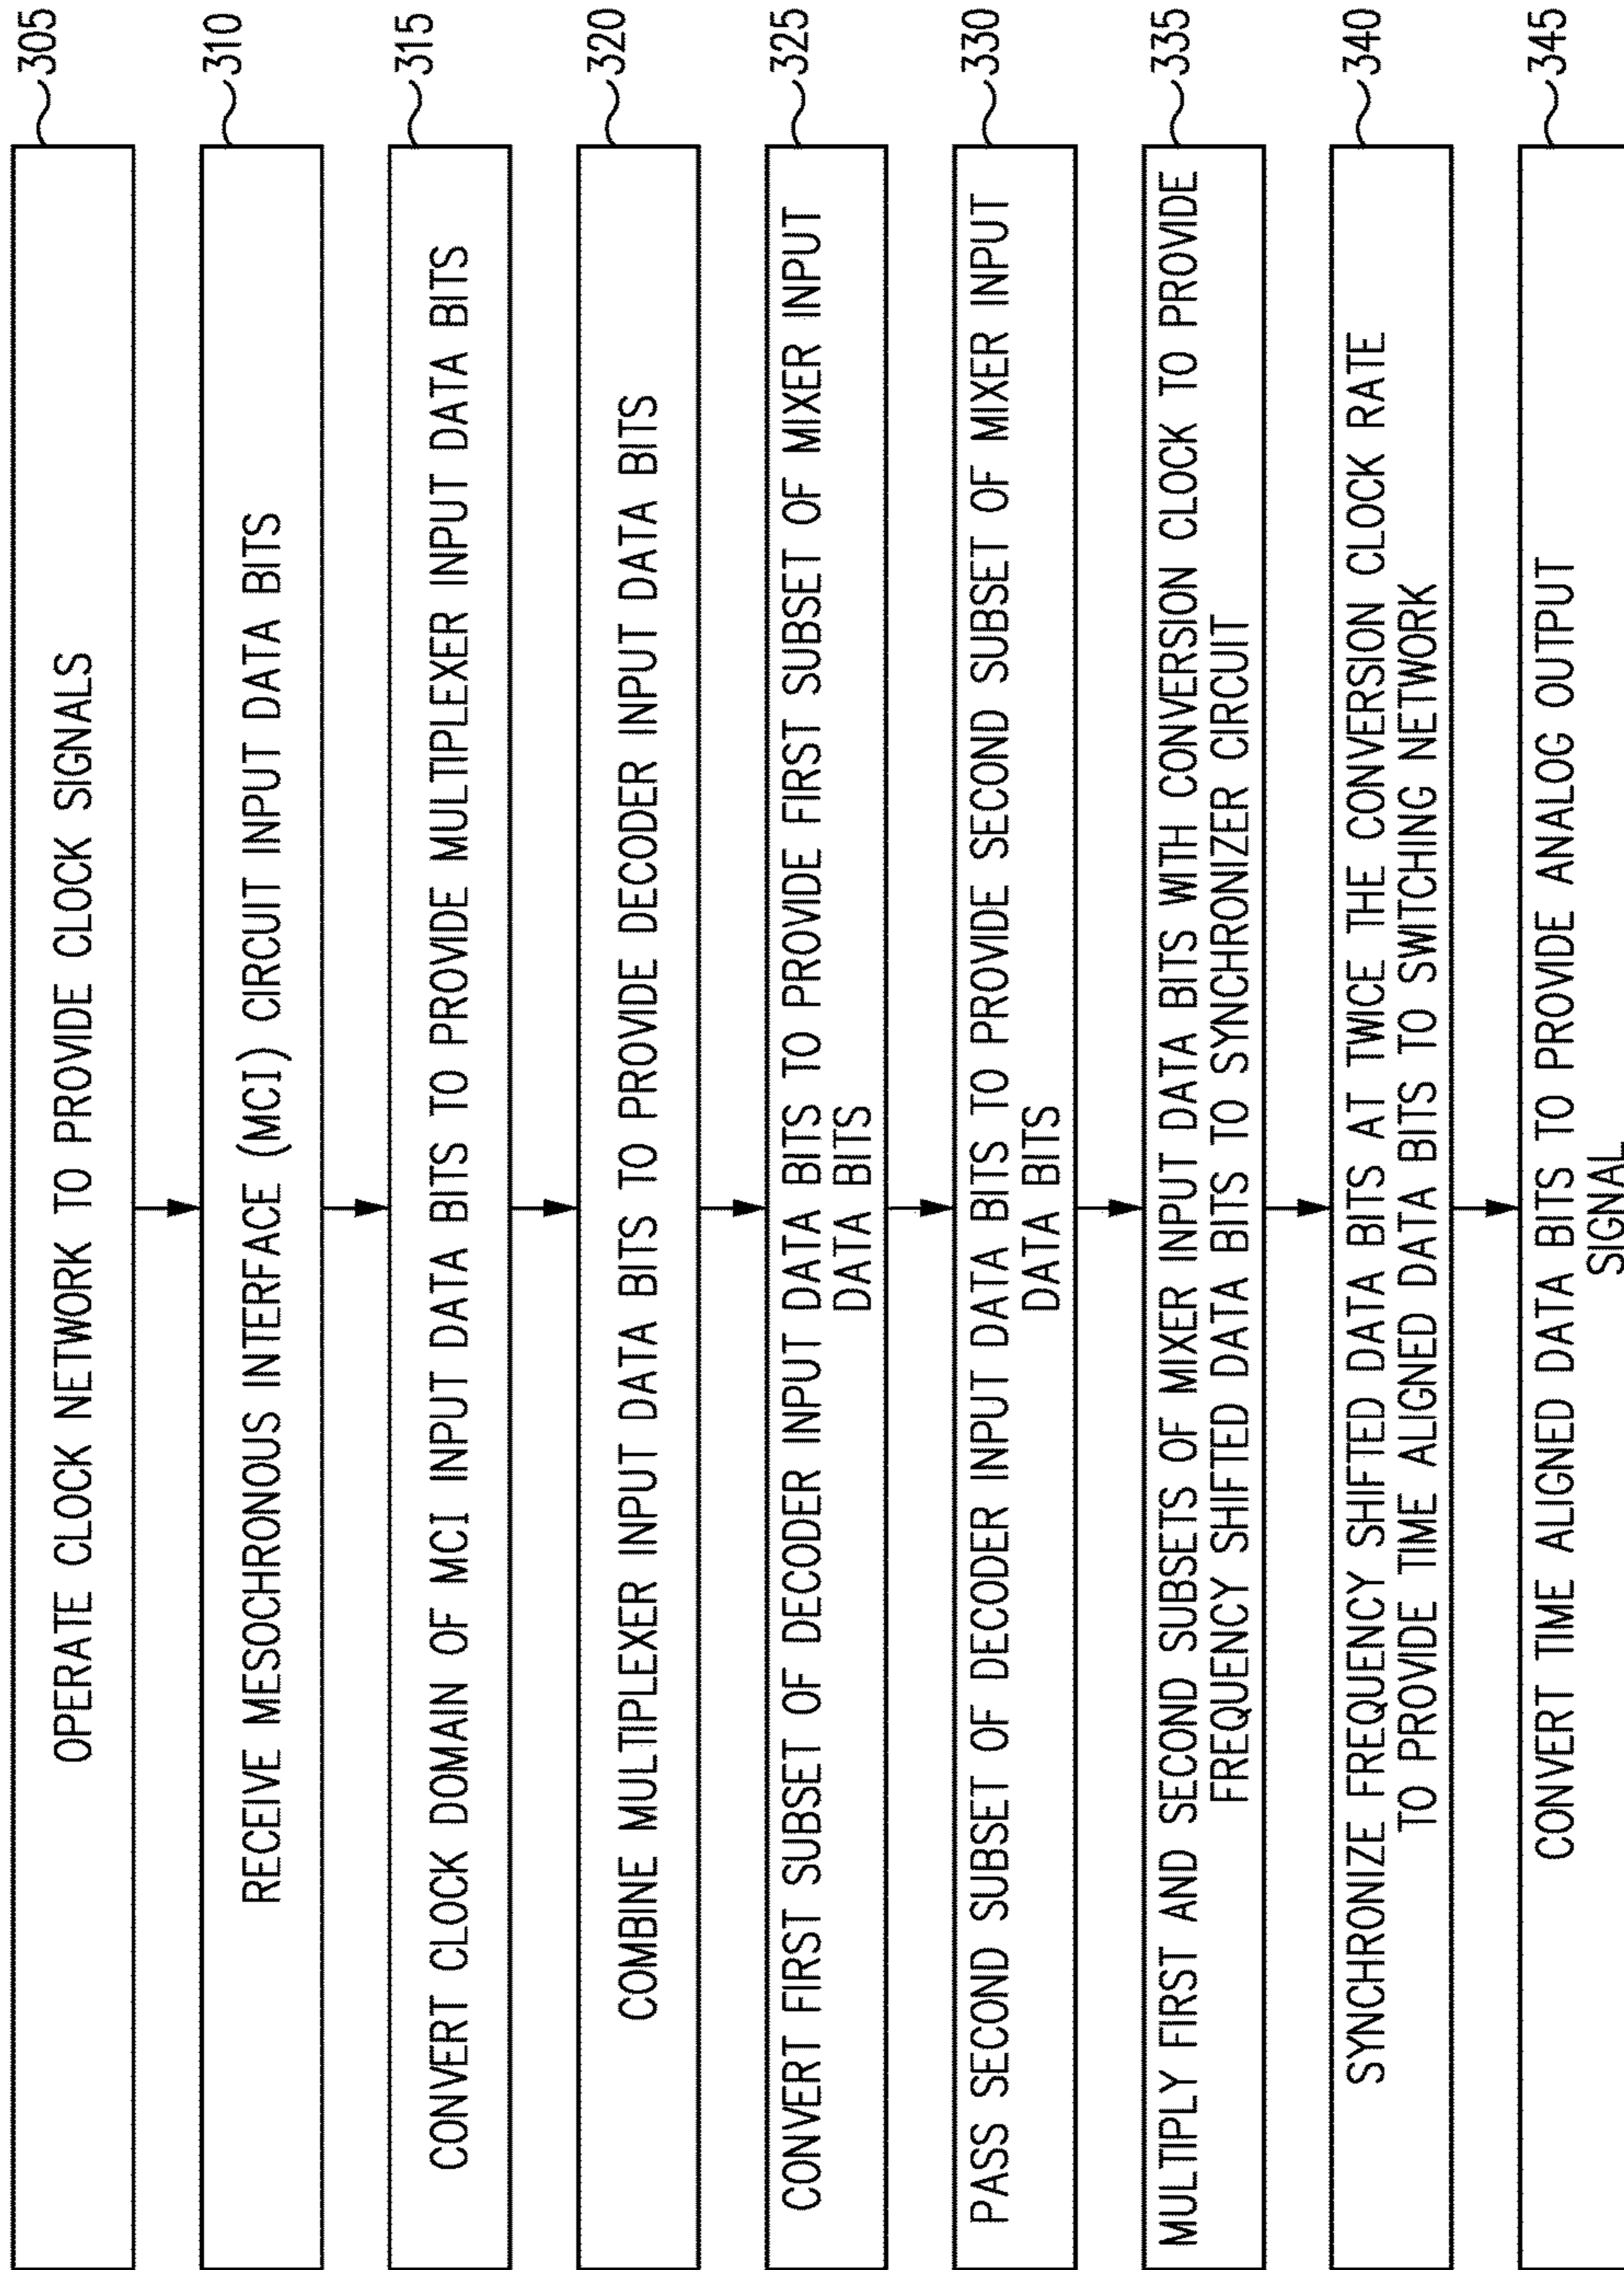 305
OPERATE CLOCK NETWORK TO PROVIDE CLOCK SIGNALS
310
RECEIVE MESOCHRONOUS INTERFACE (MCI) CIRCUIT INPUT DATA BITS
315
CONVERT CLOCK DOMAIN OF MCI INPUT DATA BITS TO PROVIDE MULTIPLEXER INPUT DATA BITS
320
COMBINE MULTIPLEXER INPUT DATA BITS TO PROVIDE DECODER INPUT DATA BITS
325
CONVERT FIRST SUBSET OF DECODER INPUT DATA BITS TO PROVIDE FIRST SUBSET OF MIXER INPUT
DATA BITS
330
PASS SECOND SUBSET OF DECODER INPUT DATA BITS TO PROVIDE SECOND SUBSET OF MIXER INPUT
DATA BITS
335
MULTIPLY FIRST AND SECOND SUBSETS OF MIXER INPUT DATA BITS WITH CONVERSION CLOCK TO PROVIDE
FREQUENCY SHIFTED DATA BITS TO SYNCHRONIZER CIRCUIT
340
SYNCHRONIZE FREQUENCY SHIFTED DATA BITS AT TWICE THE CONVERSION CLOCK RATE
TO PROVIDE TIME ALIGNED DATA BITS TO SWITCHING NETWORK
345
CONVERT TIME ALIGNED DATA BITS TO PROVIDE ANALOG OUTPUT
SIGNAL